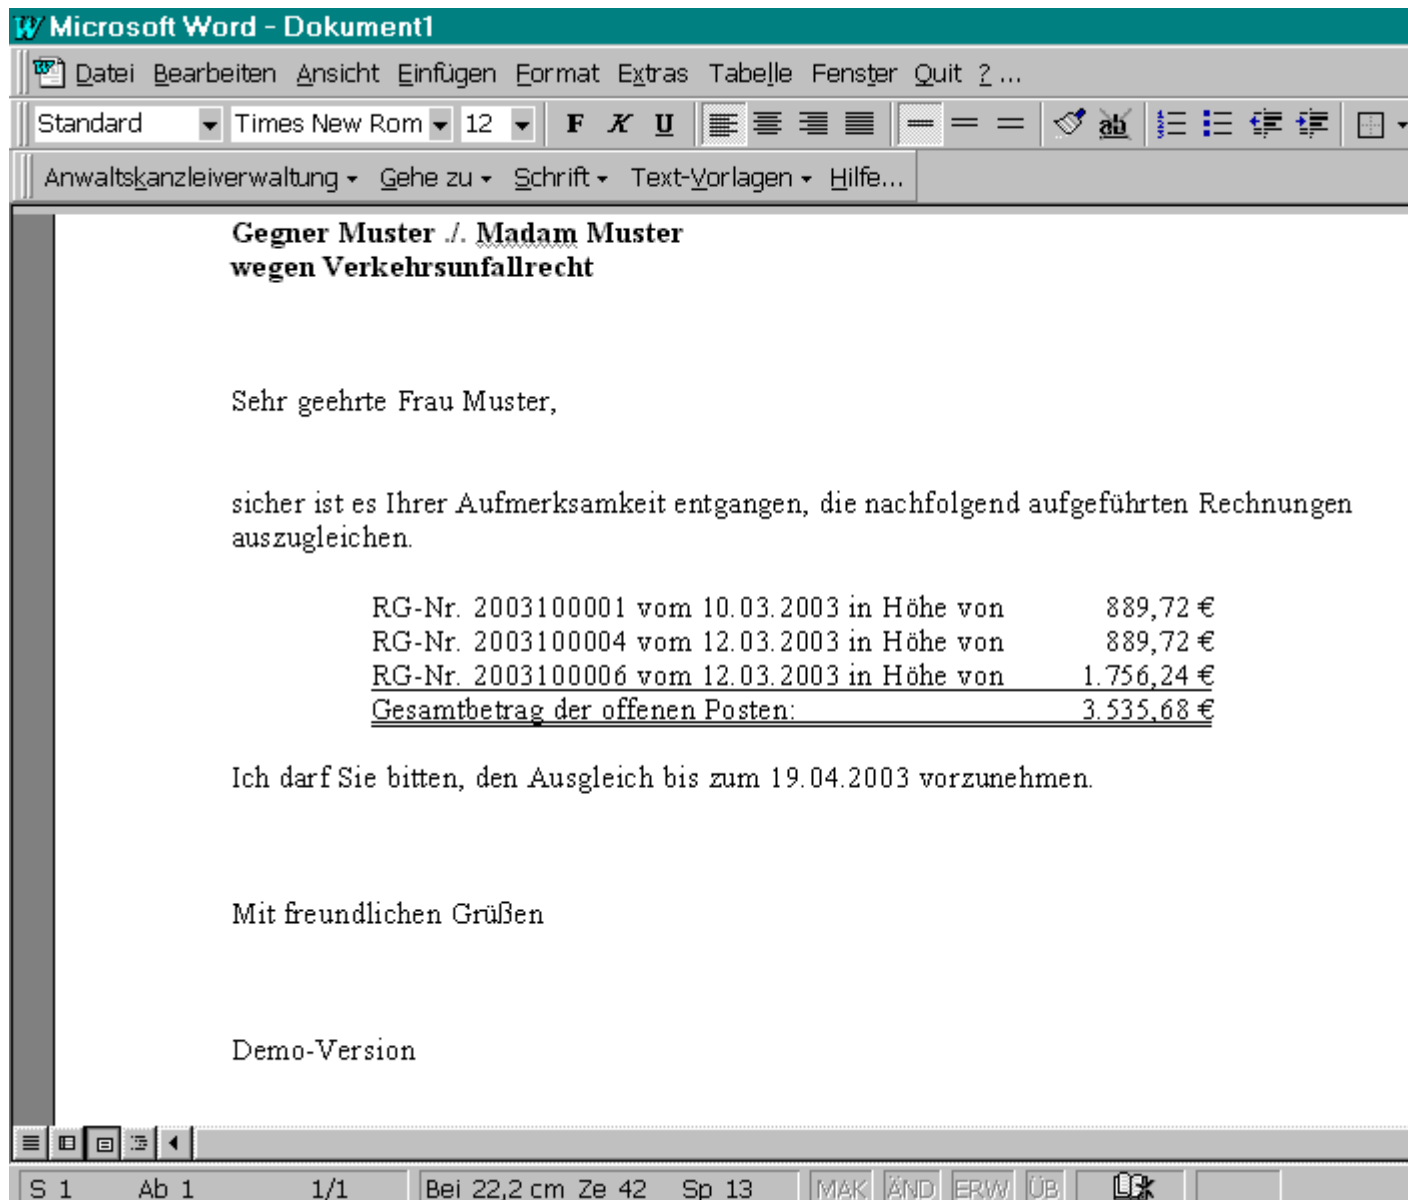 Microsoft Word - Dokument1
Datei Bearbeiten Ansicht Einfügen Format Extras Tabelle Fenster Quit ? ...
Standard Times New Rom 12 F K U ab
Anwaltskanzleiverwaltung Gehe zu Schrift Text-Vorlagen Hilfe...
Gegner Muster ./. Madam Muster
wegen Verkehrsunfallrecht
Sehr geehrte Frau Muster,
sicher ist es Ihrer Aufmerksamkeit entgangen, die nachfolgend aufgeführten Rechnungen
auszugleichen.
RG-Nr. 2003100001 vom 10.03.2003 in Höhe von 889,72 €
RG-Nr. 2003100004 vom 12.03.2003 in Höhe von 889,72 €
RG-Nr. 2003100006 vom 12.03.2003 in Höhe von 1.756,24 €
Gesamtbetrag der offenen Posten: 3.535,68 €
Ich darf Sie bitten, den Ausgleich bis zum 19.04.2003 vorzunehmen.
Mit freundlichen Grüßen
Demo-Version
S 1 Ab 1 1/1 Bei 22,2 cm Ze 42 Sp 13 MAK ÄND ERW ÜB